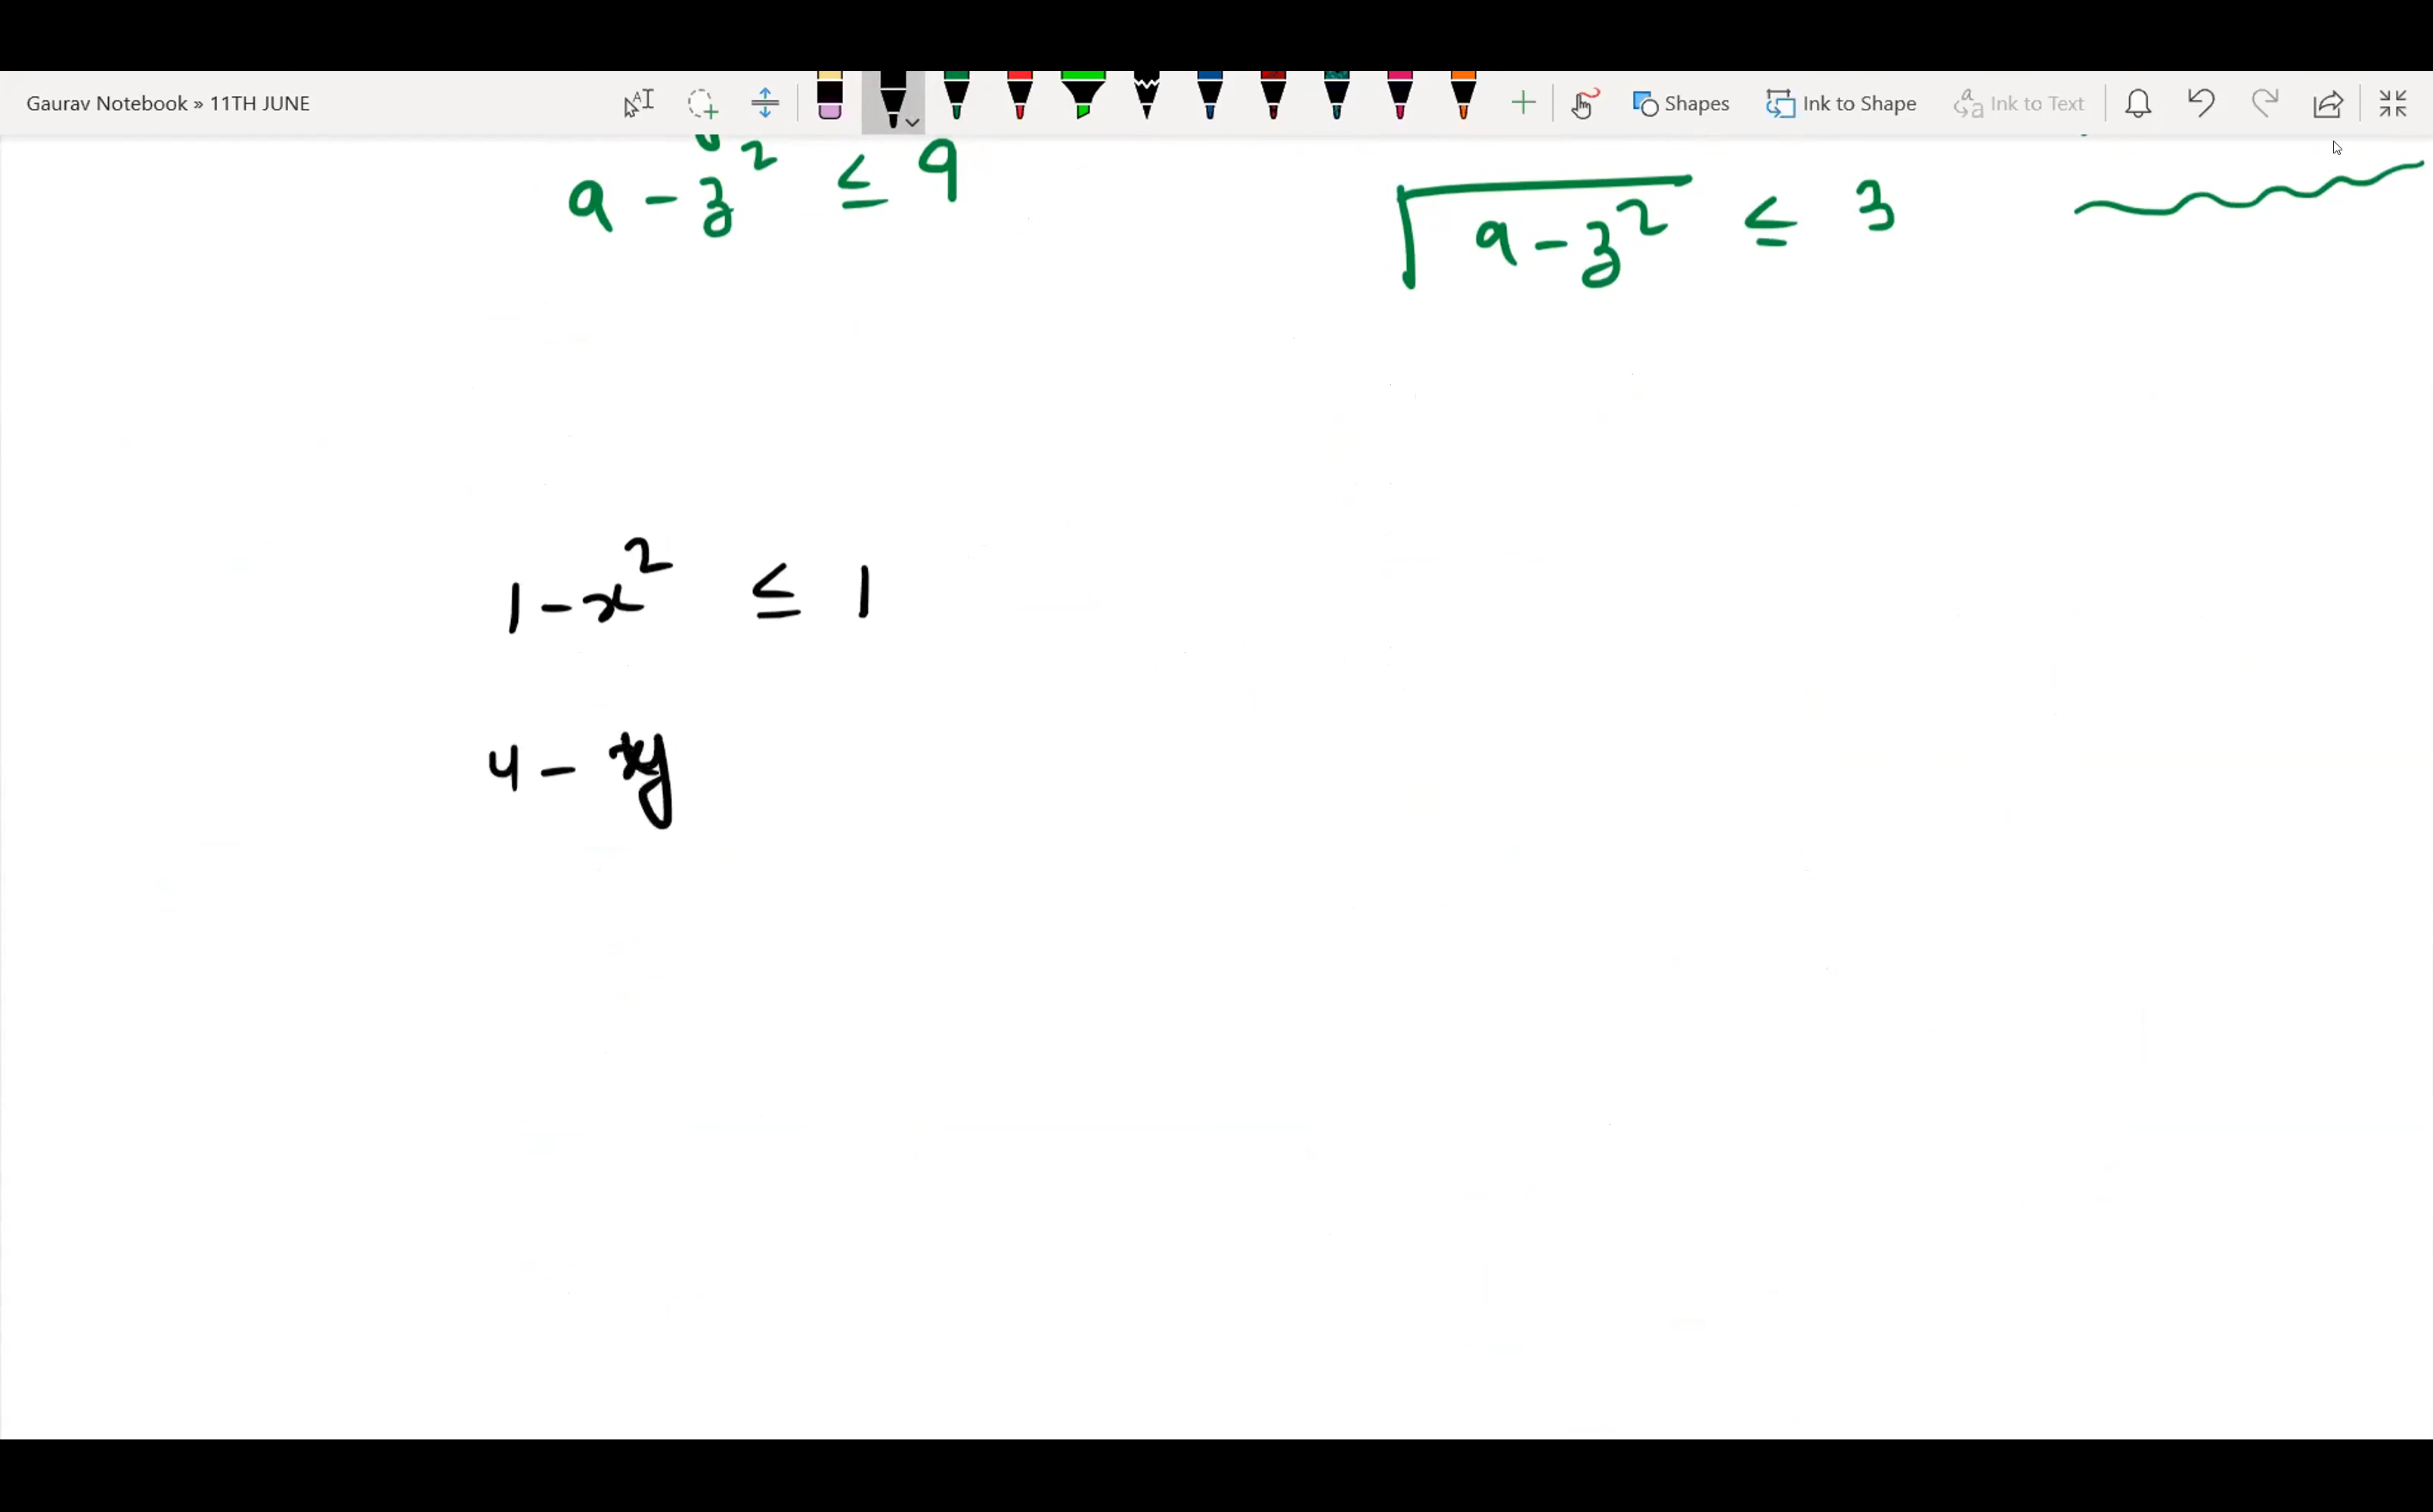 Gaurav Notebook » 11TH JUNE
Shapes
Ink to Shape
Ink to Text
9 - z² ≤ 9
√9 - z² ≤ 3
1 - x² ≤ 1
4 - xy